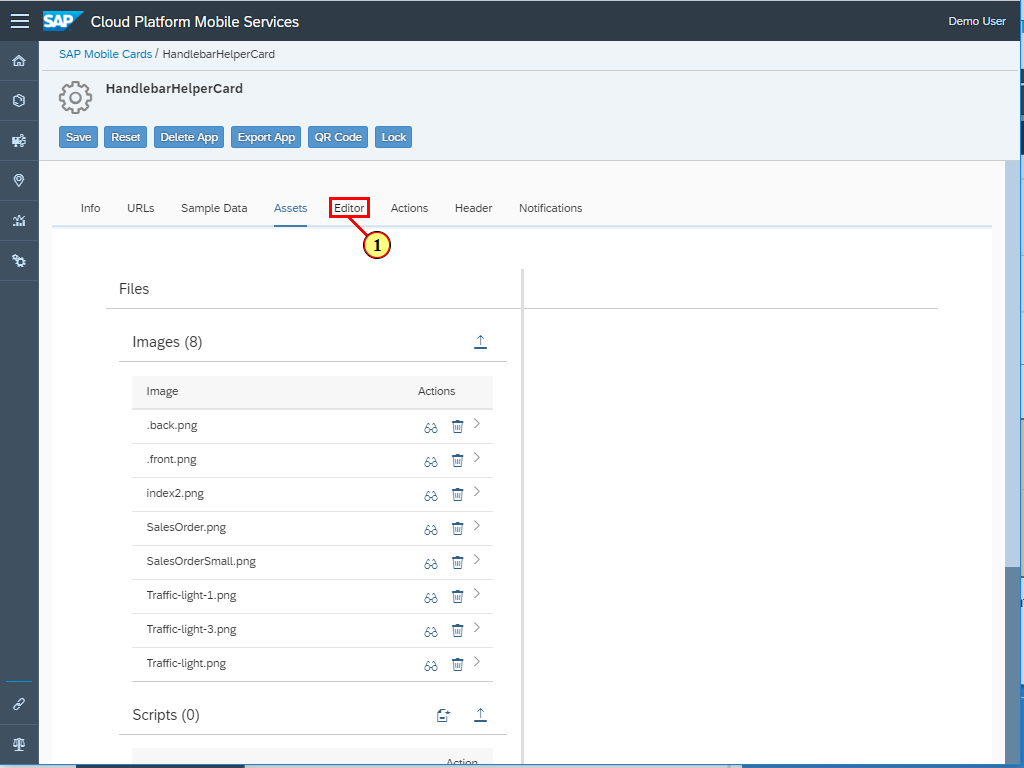 SAP Cloud Platform Mobile Services Demo User
SAP Mobile Cards / HandlebarHelperCard
HandlebarHelperCard
Save Reset Delete App Export App QR Code Lock
Info URLs Sample Data Assets Editor Actions Header Notifications
1
Files
Images (8)
Image Actions
.back.png
.front.png
index2.png
SalesOrder.png
SalesOrderSmall.png
Traffic-light-1.png
Traffic-light-3.png
Traffic-light.png
Scripts (0)
Action